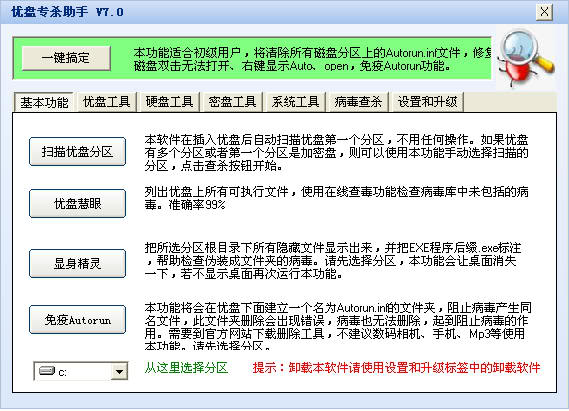 优盘专杀助手 V7.0
一键搞定
本功能适合初级用户，将清除所有磁盘分区上的Autorun.inf文件，修复
磁盘双击无法打开、右键显示Auto、open，免疫Autorun功能。
基本功能 优盘工具 硬盘工具 密盘工具 系统工具 病毒查杀 设置和升级
扫描优盘分区
本软件在插入优盘后自动扫描优盘第一个分区，不用任何操作。如果优盘
有多个分区或者第一个分区是加密盘，则可以使用本功能手动选择扫描的
分区，点击查杀按钮开始。
优盘慧眼
列出优盘上所有可执行文件，使用在线查毒功能检查病毒库中未包括的病
毒。准确率99%
显身精灵
把所选分区根目录下所有隐藏文件显示出来，并把EXE程序后缀.exe标注
，帮助检查伪装成文件夹的病毒。请先选择分区，本功能会让桌面消失
一下，若不显示桌面再次运行本功能。
免疫Autorun
本功能将会在优盘下面建立一个名为Autorun.inf的文件夹，阻止病毒产生同
名文件，此文件夹删除会出现错误，病毒也无法删除，起到阻止病毒的作
用。需要到官方网站下载删除工具，不建议数码相机、手机、Mp3等使用
本功能。请先选择分区。
c:
从这里选择分区
提示：卸载本软件请使用设置和升级标签中的卸载软件